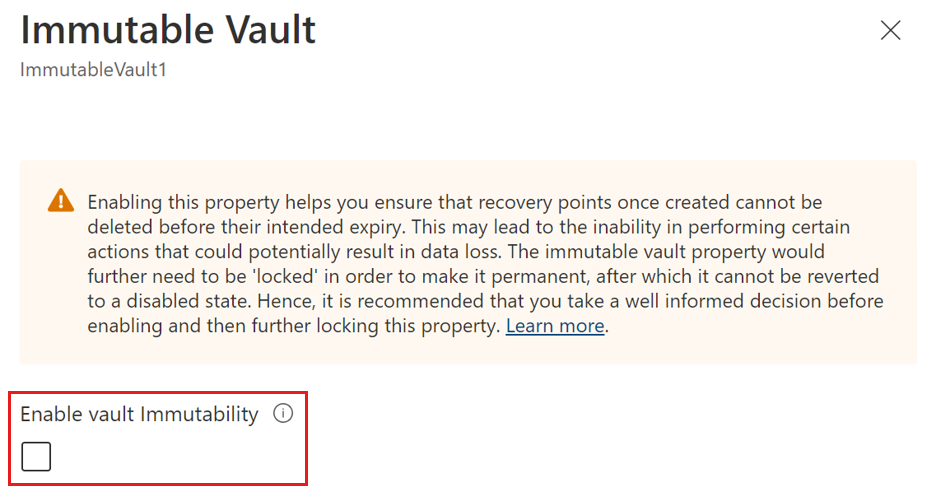 Immutable Vault
ImmutableVault1
Enabling this property helps you ensure that recovery points once created cannot be
deleted before their intended expiry. This may lead to the inability in performing certain
actions that could potentially result in data loss. The immutable vault property would
further need to be 'locked' in order to make it permanent, after which it cannot be reverted
to a disabled state. Hence, it is recommended that you take a well informed decision before
enabling and then further locking this property. Learn more.
Enable vault Immutability